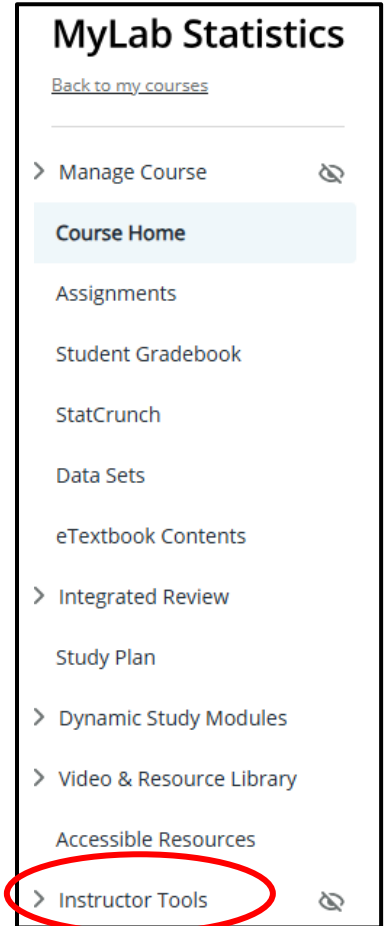 MyLab Statistics
Back to my courses
Manage Course
Course Home
Assignments
Student Gradebook
StatCrunch
Data Sets
eTextbook Contents
Integrated Review
Study Plan
Dynamic Study Modules
Video & Resource Library
Accessible Resources
Instructor Tools